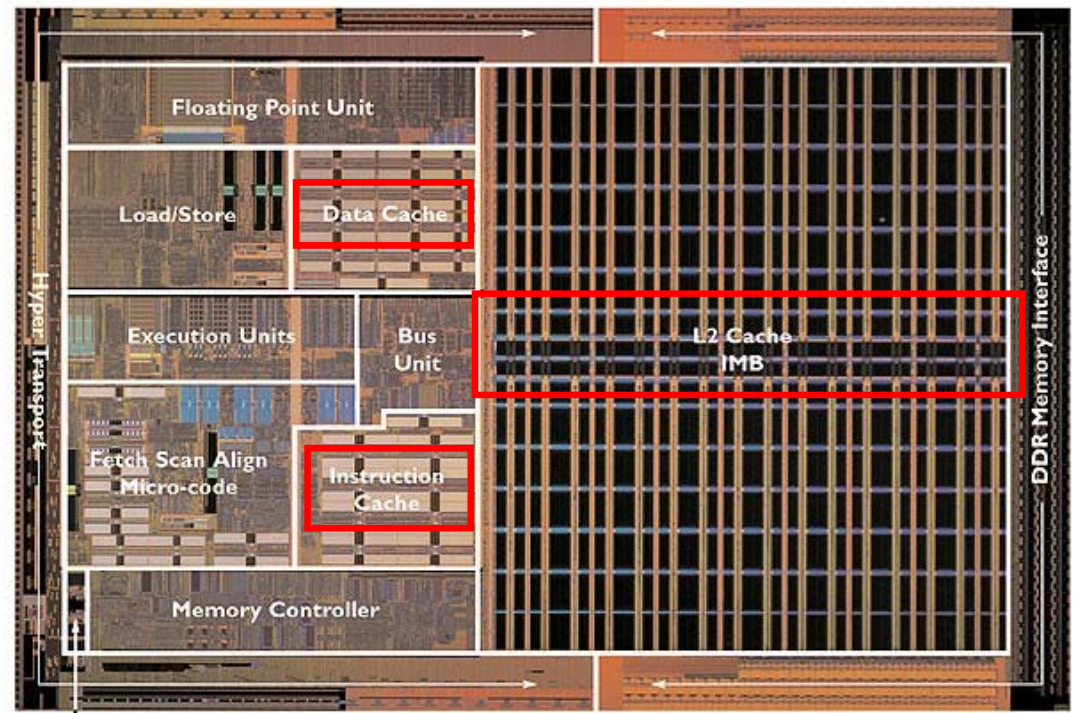 Floating Point Unit
Load/Store
Data Cache
Hyper Transport
Execution Units
Bus
Unit
L2 Cache
IMB
DDR Memory Interface
Fetch Scan Align
Micro-code
Instruction
Cache
Memory Controller